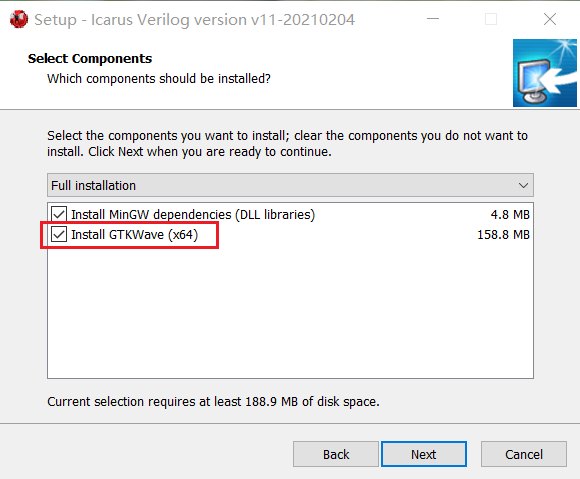 Setup - Icarus Verilog version v11-20210204
Select Components
Which components should be installed?
Select the components you want to install; clear the components you do not want to
install. Click Next when you are ready to continue.
Full installation
Install MinGW dependencies (DLL libraries) 4.8 MB
Install GTKWave (x64) 158.8 MB
Current selection requires at least 188.9 MB of disk space.
Back Next Cancel